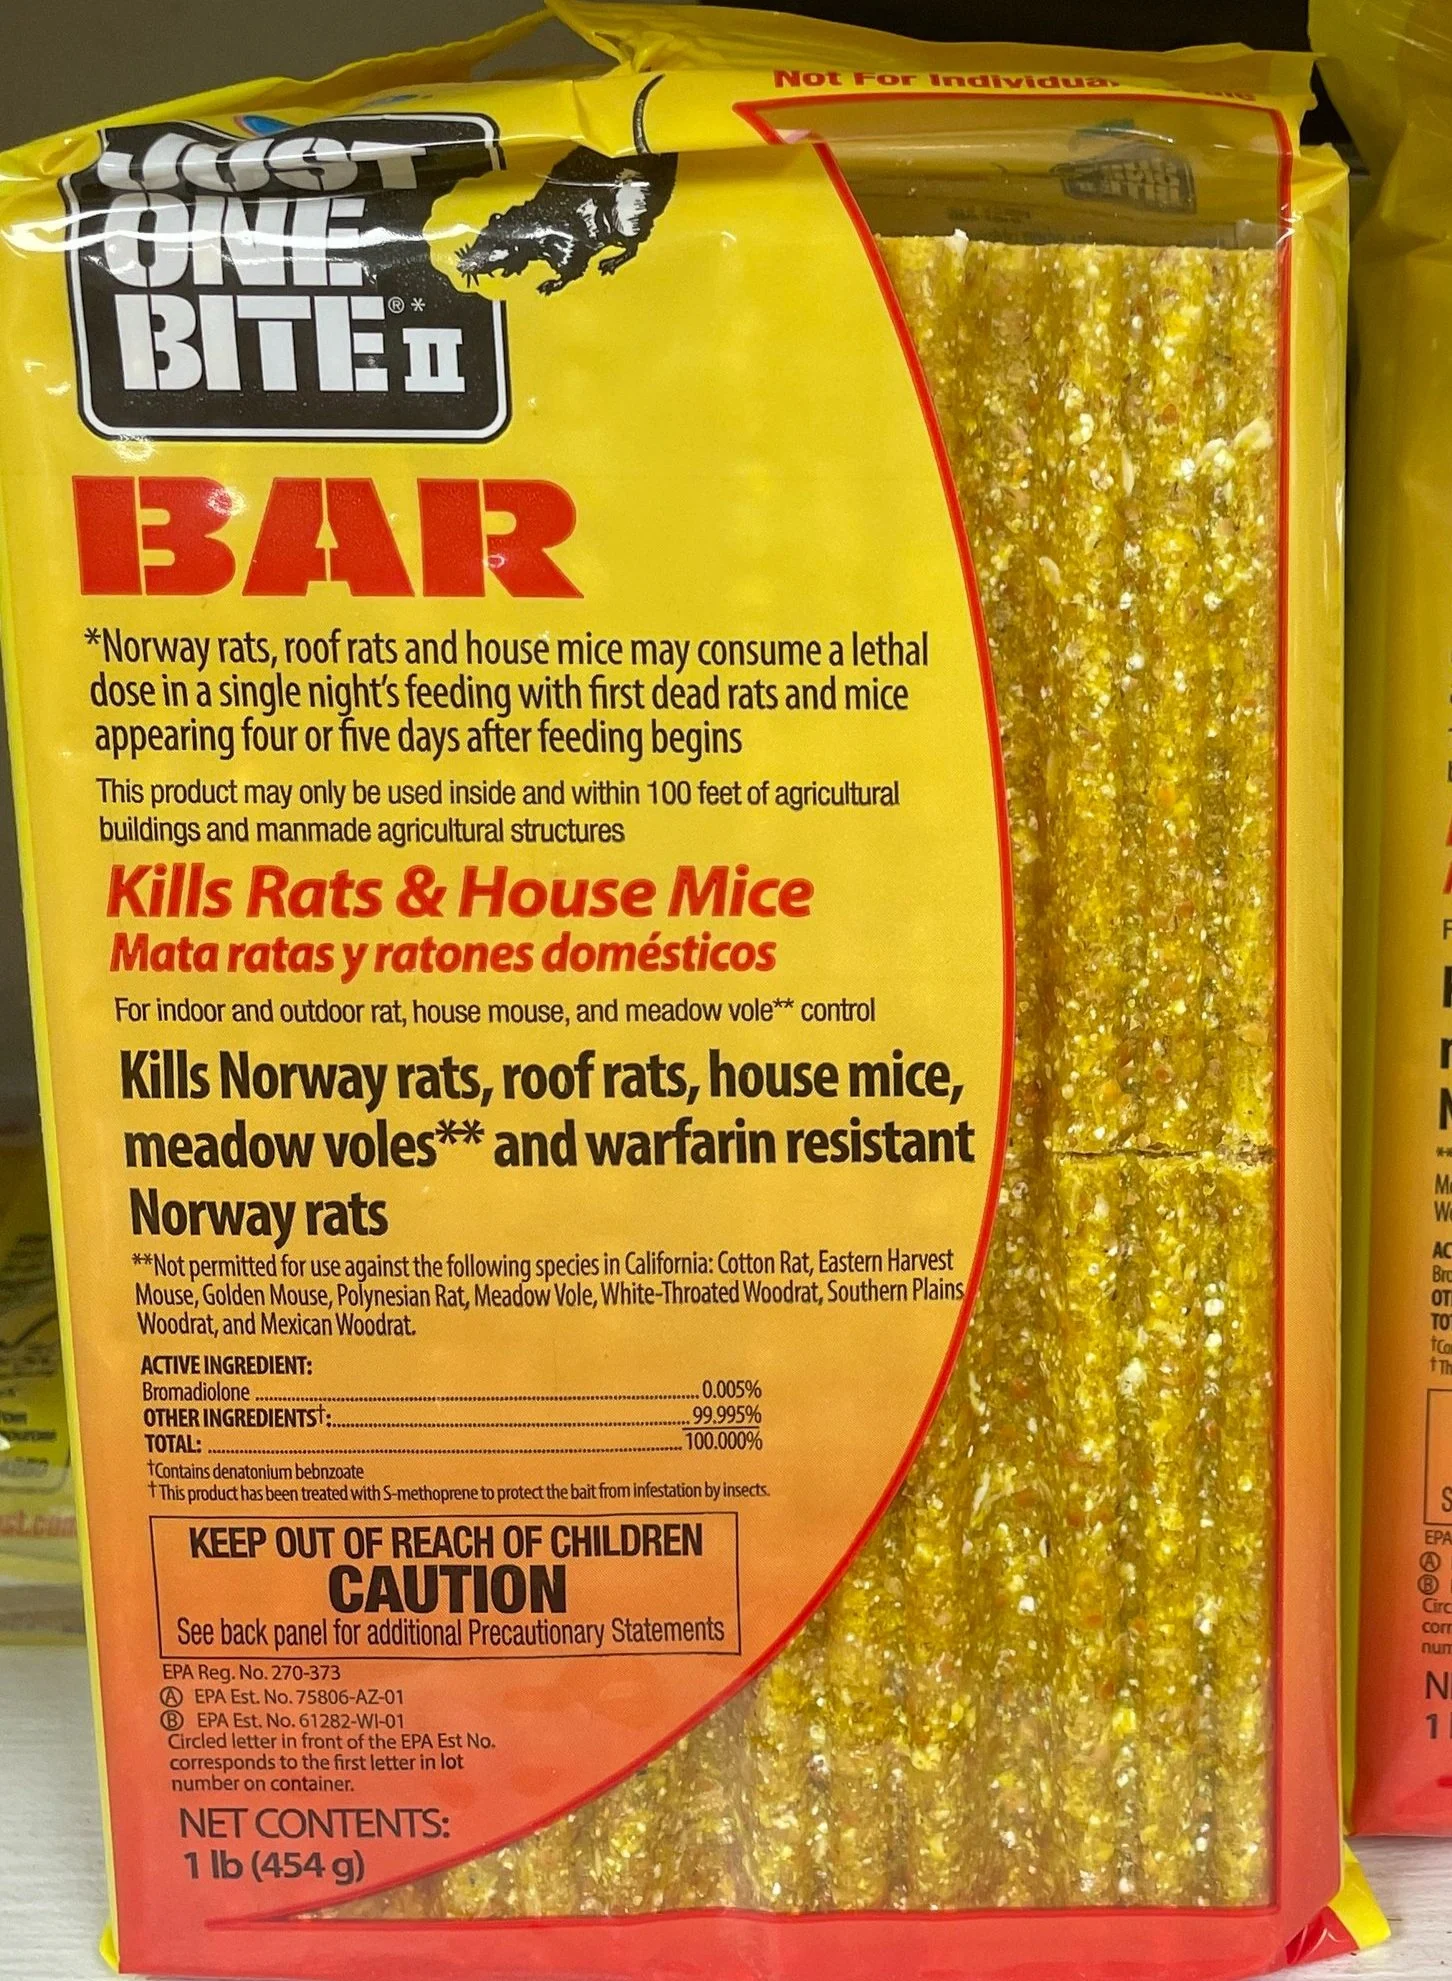 Not For Individual
JUST
ONE
BITE®*II
BAR
*Norway rats, roof rats and house mice may consume a lethal
dose in a single night's feeding with first dead rats and mice
appearing four or five days after feeding begins
This product may only be used inside and within 100 feet of agricultural
buildings and manmade agricultural structures
Kills Rats & House Mice
Mata ratas y ratones domésticos
For indoor and outdoor rat, house mouse, and meadow vole** control
Kills Norway rats, roof rats, house mice,
meadow voles** and warfarin resistant
Norway rats
**Not permitted for use against the following species in California: Cotton Rat, Eastern Harvest
Mouse, Golden Mouse, Polynesian Rat, Meadow Vole, White-Throated Woodrat, Southern Plains
Woodrat, and Mexican Woodrat.
ACTIVE INGREDIENT:
Bromadiolone 0.005%
OTHER INGREDIENTS†: 99.995%
TOTAL: 100.000%
†Contains denatonium bebnzoate
†This product has been treated with S-methoprene to protect the bait from infestation by insects.
KEEP OUT OF REACH OF CHILDREN
CAUTION
See back panel for additional Precautionary Statements
EPA Reg. No. 270-373
Ⓐ EPA Est. No. 75806-AZ-01
Ⓑ EPA Est. No. 61282-WI-01
Circled letter in front of the EPA Est No.
corresponds to the first letter in lot
number on container.
NET CONTENTS:
1 lb (454 g)